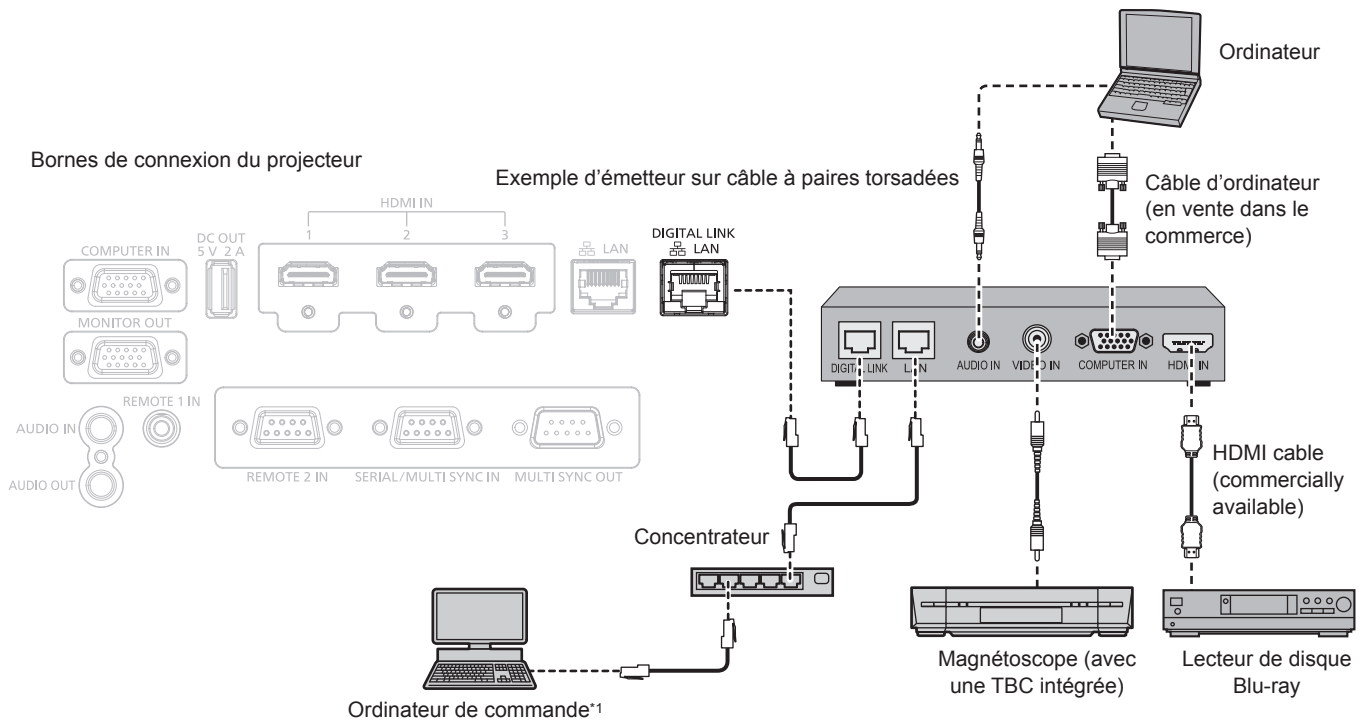 Ordinateur
Bornes de connexion du projecteur
Exemple d'émetteur sur câble à paires torsadées
Câble d'ordinateur
(en vente dans le
commerce)
HDMI IN
1 2 3
COMPUTER IN
DC OUT
5 V 2 A
LAN
DIGITAL LINK
LAN
MONITOR OUT
AUDIO IN
REMOTE 1 IN
AUDIO OUT
REMOTE 2 IN
SERIAL/MULTI SYNC IN
MULTI SYNC OUT
DIGITAL LINK
LAN
AUDIO IN
VIDEO IN
COMPUTER IN
HDMI IN
HDMI cable
(commercially
available)
Concentrateur
Magnétoscope (avec
une TBC intégrée)
Lecteur de disque
Blu-ray
Ordinateur de commande*1